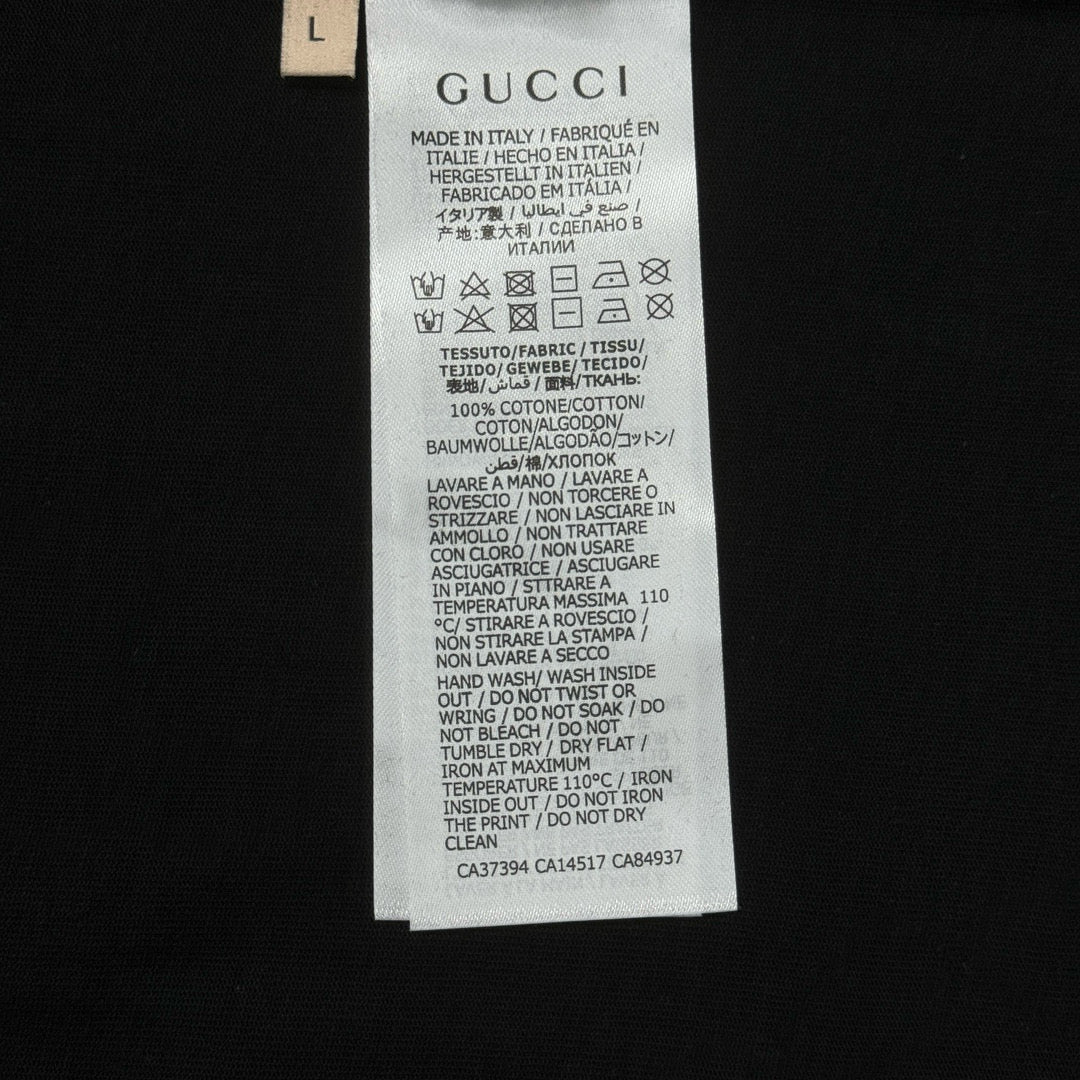 L
GUCCI
MADE IN ITALY / FABRIQUÉ EN
ITALIE / HECHO EN ITALIA /
HERGESTELLT IN ITALIEN /
FABRICADO EM ITÁLIA /
イタリア製 / صنع في ايطاليا /
产地:意大利 / СДЕЛАНО В
ИТАЛИИ
TESSUTO/FABRIC / TISSU/
TEJIDO/ GEWEBE/ TECIDO/
表地/ قماش / 面料/ТКАНЬ:
100% COTONE/COTTON/
COTON/ALGODON/
BAUMWOLLE/ALGODÃO/コットン/
قطن/棉/ХЛОПОК
LAVARE A MANO / LAVARE A
ROVESCIO / NON TORCERE O
STRIZZARE / NON LASCIARE IN
AMMOLLO / NON TRATTARE
CON CLORO / NON USARE
ASCIUGATRICE / ASCIUGARE
IN PIANO / STTRARE A
TEMPERATURA MASSIMA 110
°C/ STIRARE A ROVESCIO /
NON STIRARE LA STAMPA /
NON LAVARE A SECCO
HAND WASH/ WASH INSIDE
OUT / DO NOT TWIST OR
WRING / DO NOT SOAK / DO
NOT BLEACH / DO NOT
TUMBLE DRY / DRY FLAT /
IRON AT MAXIMUM
TEMPERATURE 110°C / IRON
INSIDE OUT / DO NOT IRON
THE PRINT / DO NOT DRY
CLEAN
CA37394 CA14517 CA84937